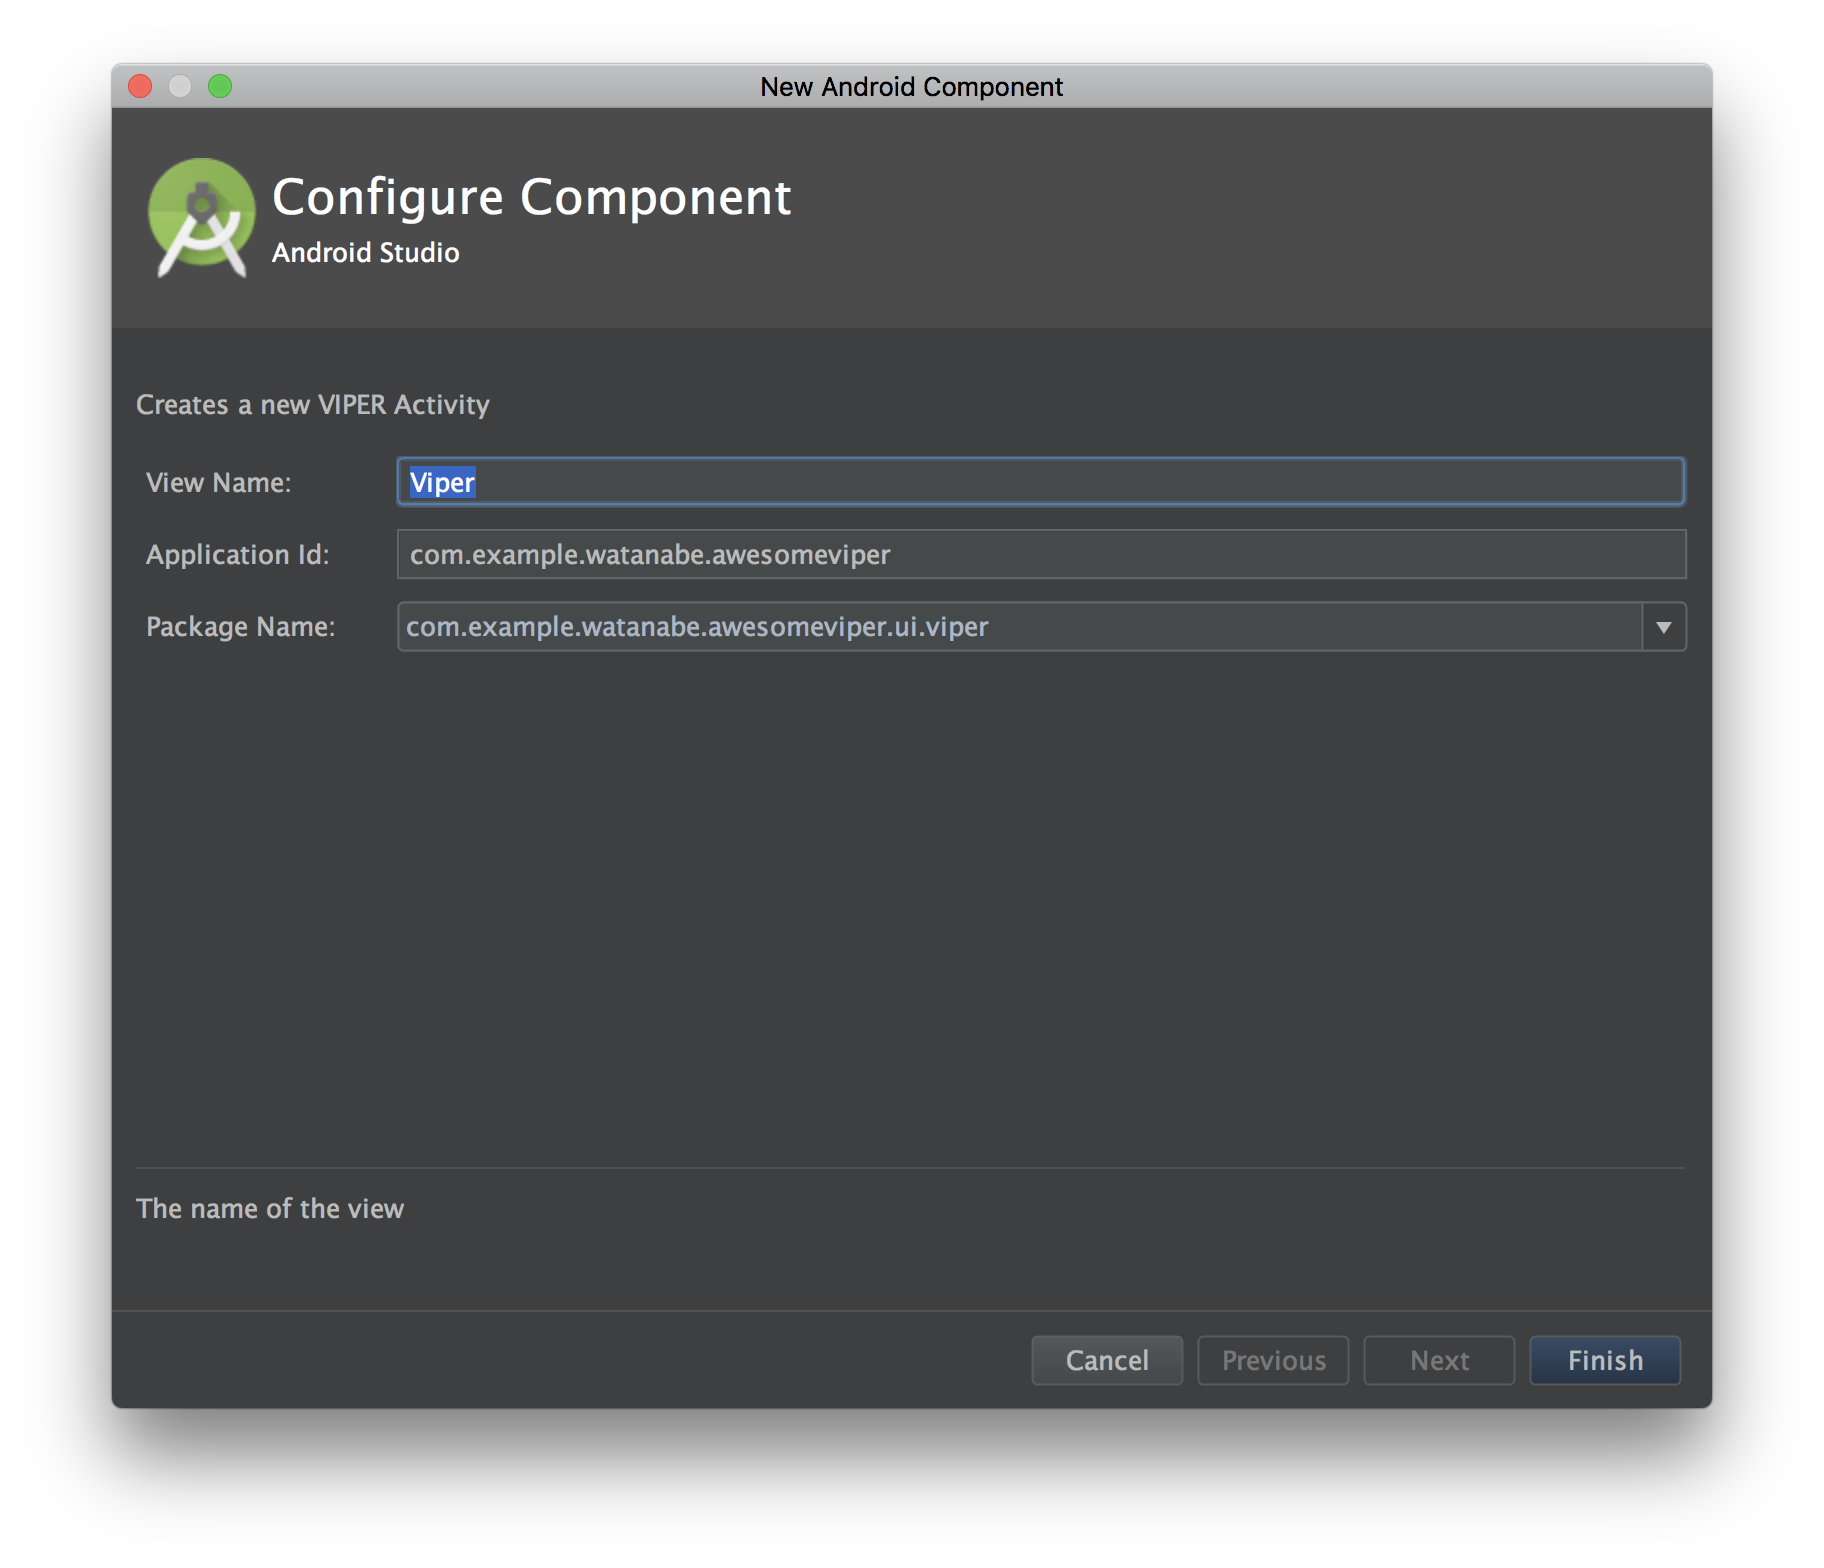 New Android Component
Configure Component
Android Studio
Creates a new VIPER Activity
View Name: Viper
Application Id: com.example.watanabe.awesomeviper
Package Name: com.example.watanabe.awesomeviper.ui.viper
The name of the view
Cancel Previous Next Finish